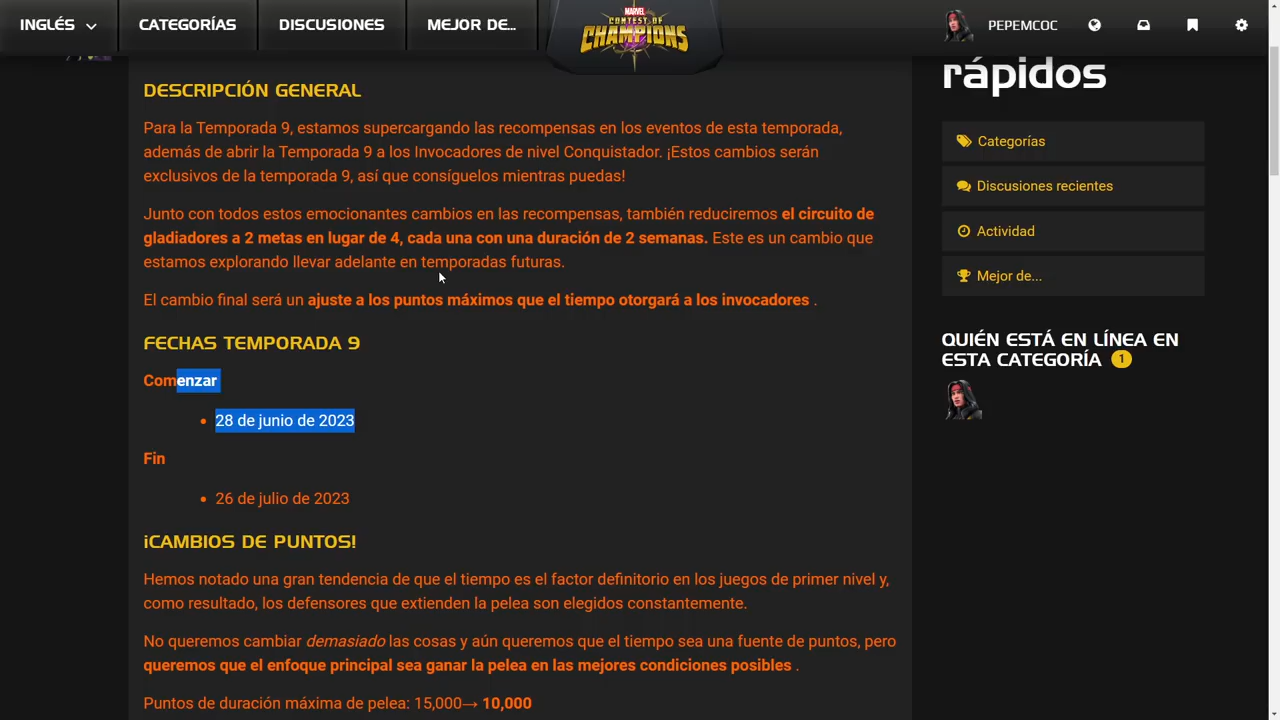 INGLÉS
CATEGORÍAS
DISCUSIONES
MEJOR DE...
MARVEL
CONTEST OF
CHAMPIONS
PEPEMCOC
DESCRIPCIÓN GENERAL
Para la Temporada 9, estamos supercargando las recompensas en los eventos de esta temporada,
además de abrir la Temporada 9 a los Invocadores de nivel Conquistador. ¡Estos cambios serán
exclusivos de la temporada 9, así que consíguelos mientras puedas!
Junto con todos estos emocionantes cambios en las recompensas, también reduciremos el circuito de
gladiadores a 2 metas en lugar de 4, cada una con una duración de 2 semanas. Este es un cambio que
estamos explorando llevar adelante en temporadas futuras.
El cambio final será un ajuste a los puntos máximos que el tiempo otorgará a los invocadores .
FECHAS TEMPORADA 9
Comenzar
• 28 de junio de 2023
Fin
• 26 de julio de 2023
¡CAMBIOS DE PUNTOS!
Hemos notado una gran tendencia de que el tiempo es el factor definitorio en los juegos de primer nivel y,
como resultado, los defensores que extienden la pelea son elegidos constantemente.
No queremos cambiar demasiado las cosas y aún queremos que el tiempo sea una fuente de puntos, pero
queremos que el enfoque principal sea ganar la pelea en las mejores condiciones posibles .
Puntos de duración máxima de pelea: 15,000→ 10,000
rápidos
Categorías
Discusiones recientes
Actividad
Mejor de...
QUIÉN ESTÁ EN LÍNEA EN
ESTA CATEGORÍA 1